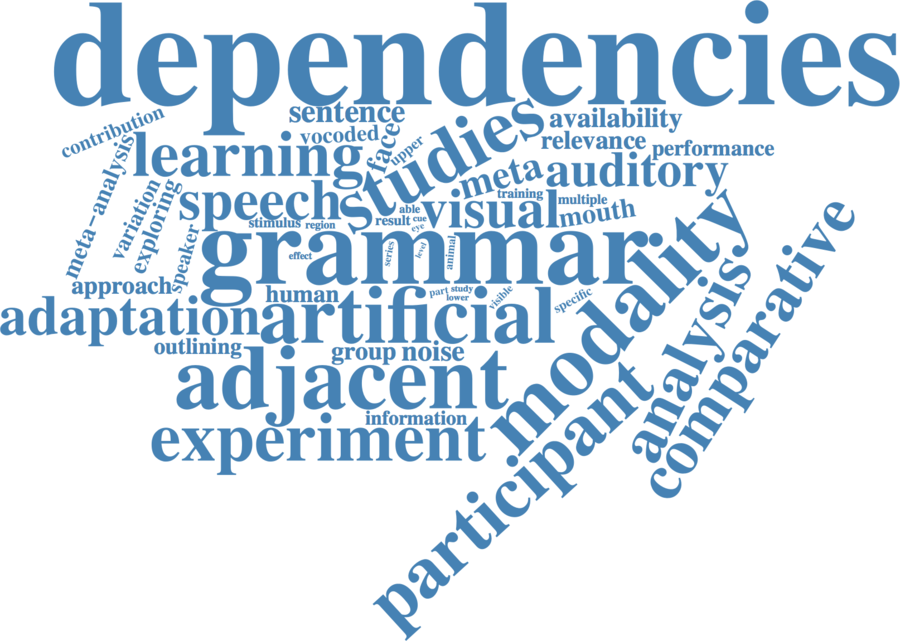 dependencies
sentence
availability
contribution
vocoded
face
upper
studies
relevance
performance
learning
meta
auditory
meta-analysis
variation
exploring
speech
training
multiple
visual
mouth
able
result
cue
eye
stimulus
region
speaker
grammar
effect
series
level
animal
modality
comparative
approach
human
part
study
lower
visible
specific
analysis
adaptation
artificial
outlining
group
noise
adjacent
participant
information
experiment